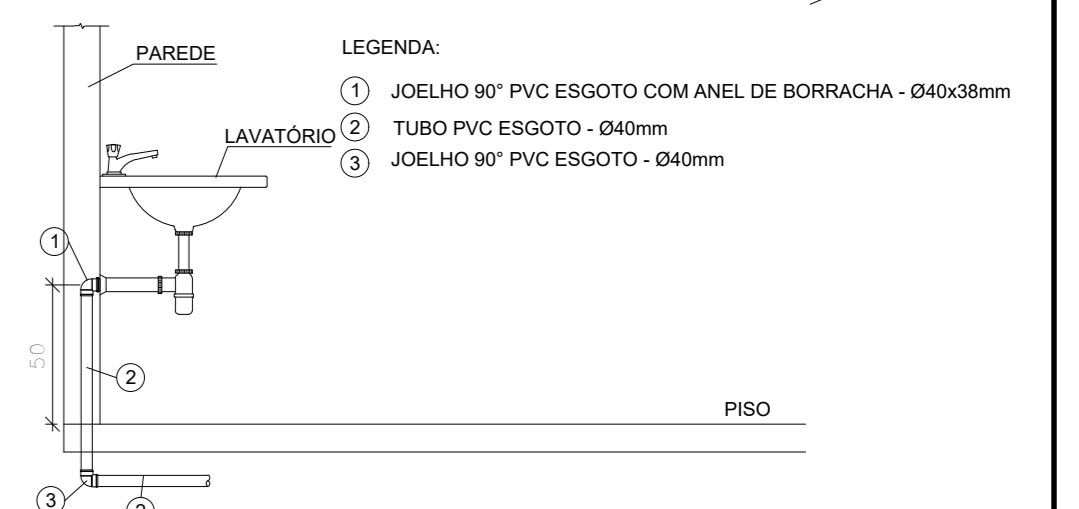 PAREDE
LEGENDA:
1 JOELHO 90° PVC ESGOTO COM ANEL DE BORRACHA - Ø40x38mm
LAVATÓRIO
2 TUBO PVC ESGOTO - Ø40mm
3 JOELHO 90° PVC ESGOTO - Ø40mm
1
50
2
PISO
3